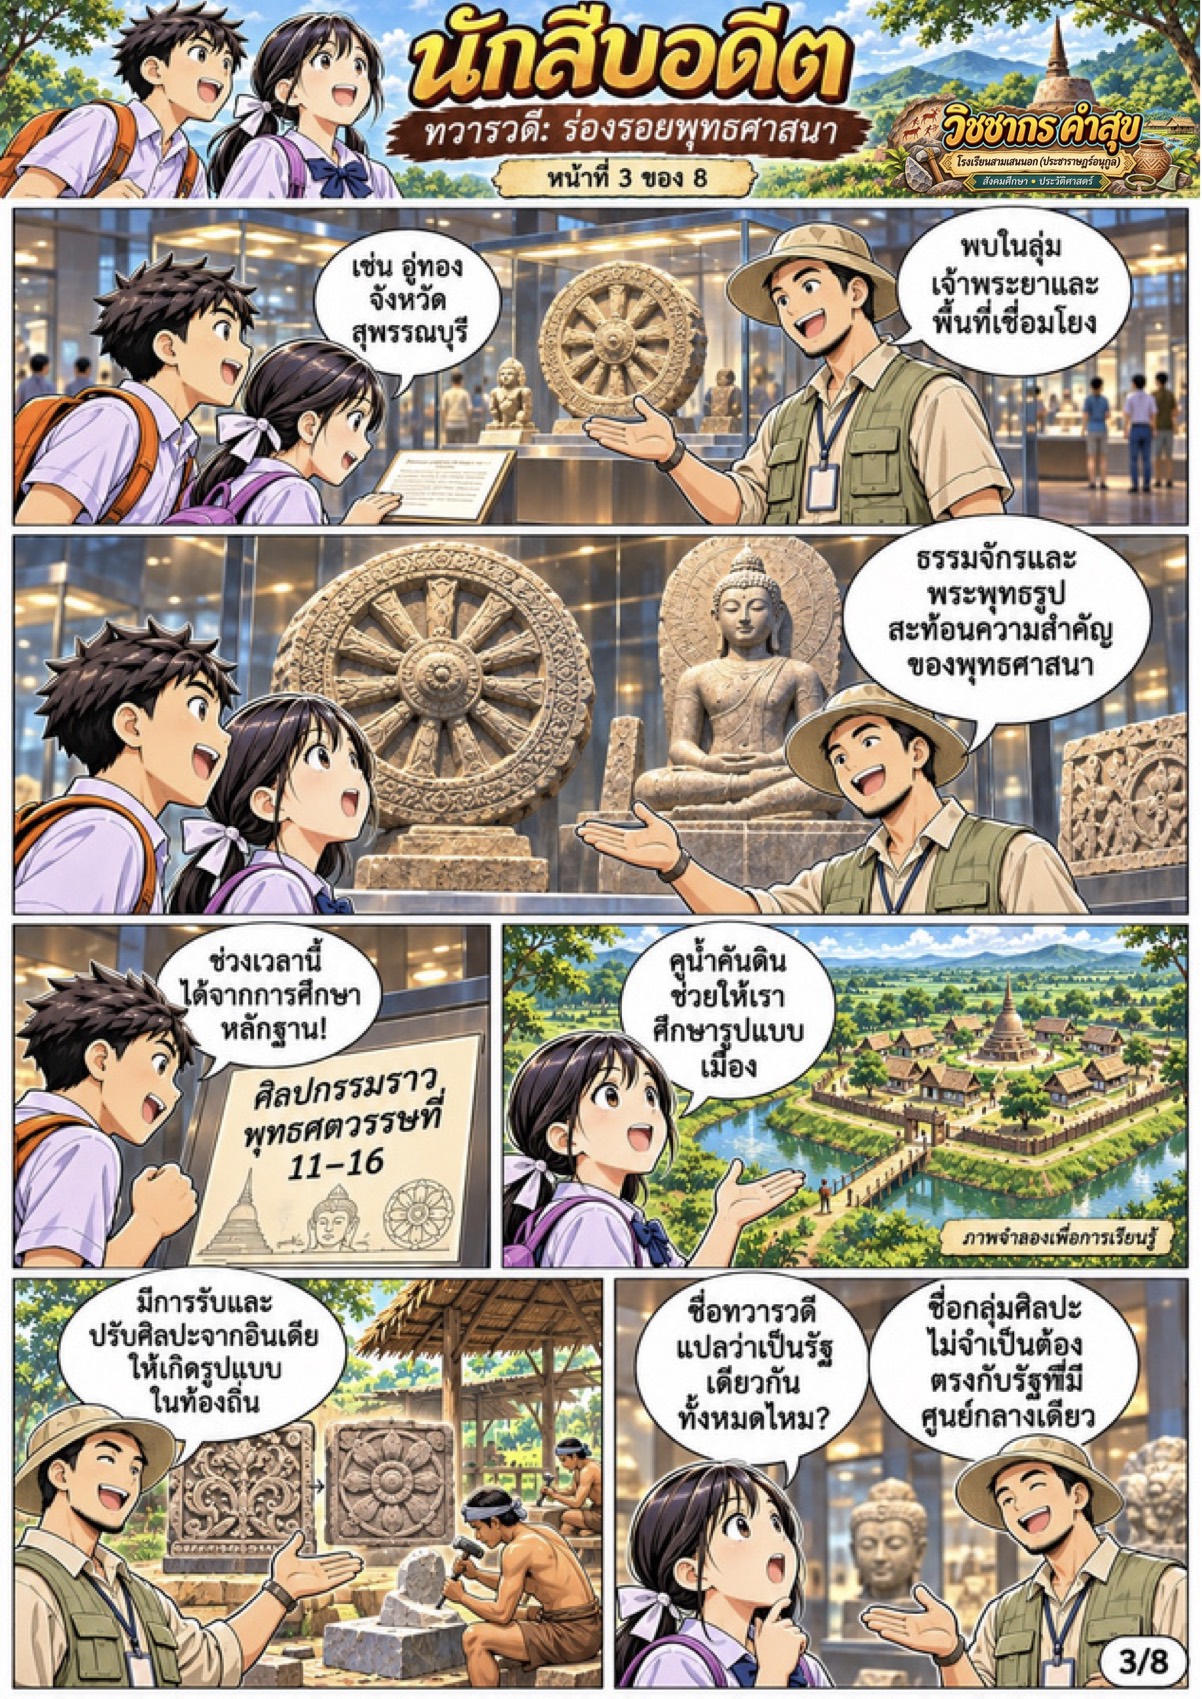 นักสืบอดีต
ทวารวดี: ร่องรอยพุทธศาสนา
หน้าที่ 3 ของ 8
วิชชากร คำสุข
โรงเรียนสามเสนนอก (ประชาราษฎร์อนุกูล)
สังคมศึกษา • ประวัติศาสตร์
เช่น อู่ทอง
จังหวัด
สุพรรณบุรี
พบในลุ่ม
เจ้าพระยาและ
พื้นที่เชื่อมโยง
ธรรมจักรและ
พระพุทธรูป
สะท้อนความสำคัญ
ของพุทธศาสนา
ช่วงเวลานี้
ได้จากการศึกษา
หลักฐาน!
ศิลปกรรมราว
พุทธศตวรรษที่
11–16
คูน้ำคันดิน
ช่วยให้เรา
ศึกษารูปแบบ
เมือง
ภาพจำลองเพื่อการเรียนรู้
มีการรับและ
ปรับศิลปะจากอินเดีย
ให้เกิดรูปแบบ
ในท้องถิ่น
ชื่อทวารวดี
แปลว่าเป็นรัฐ
เดียวกัน
ทั้งหมดไหม?
ชื่อกลุ่มศิลปะ
ไม่จำเป็นต้อง
ตรงกับรัฐที่มี
ศูนย์กลางเดียว
3/8